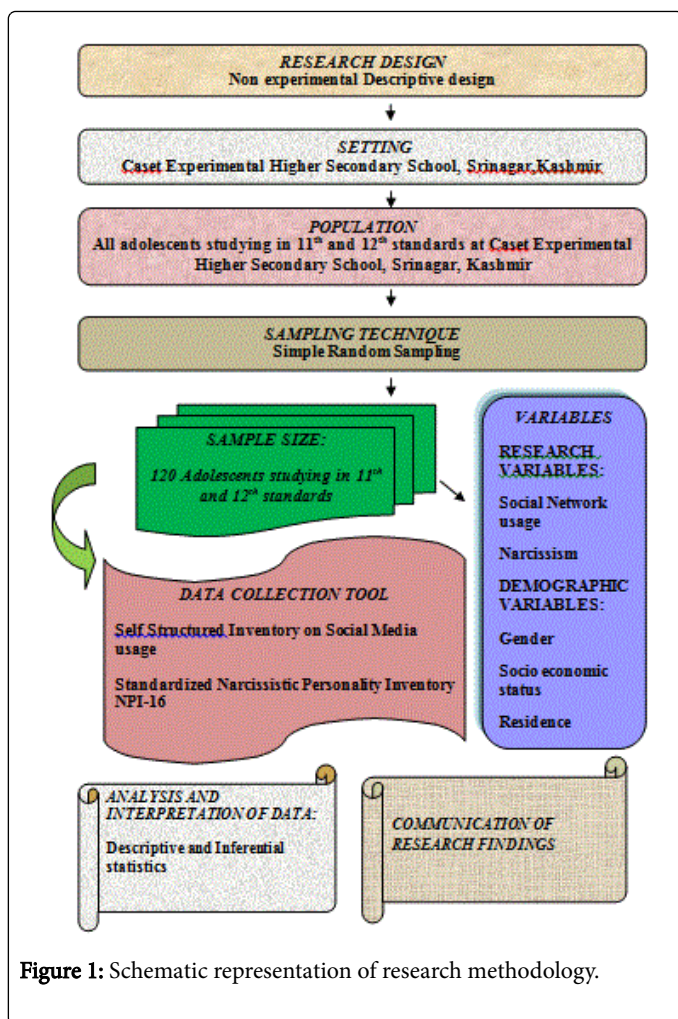 RESEARCH DESIGN
Non experimental Descriptive design
SETTING
Caset Experimental Higher Secondary School, Srinagar,Kashmir
POPULATION
All adolescents studying in 11th and 12th standards at Caset Experimental
Higher Secondary School, Srinagar, Kashmir
SAMPLING TECHNIQUE
Simple Random Sampling
SAMPLE SIZE:
120 Adolescents studying in 11th
and 12th standards
VARIABLES
RESEARCH
VARIABLES:
Social Network
usage
Narcissism
DEMOGRAPHIC
VARIABLES:
Gender
Socio economic
status
Residence
DATA COLLECTION TOOL
Self Structured Inventory on Social Media
usage
Standardized Narcissistic Personality Inventory
NPI-16
ANALYSIS AND
INTERPRETATION OF DATA:
Descriptive and Inferential
statistics
COMMUNICATION OF
RESEARCH FINDINGS
Figure 1: Schematic representation of research methodology.